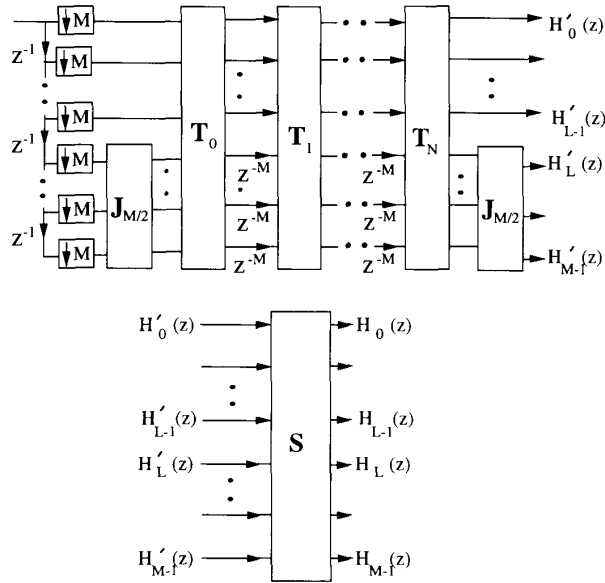 ↓M T₀ T₁ T_N H′₀(z)
Z⁻¹ ↓M
↓M H′_{L-1}(z)
Z⁻¹ ↓M J_{M/2} Z⁻ᴹ Z⁻ᴹ J_{M/2} H′_L(z)
↓M Z⁻ᴹ Z⁻ᴹ
Z⁻¹ ↓M Z⁻ᴹ Z⁻ᴹ H′_{M-1}(z)
H′₀(z) S H₀(z)
H′_{L-1}(z) H_{L-1}(z)
H′_L(z) H_L(z)
H′_{M-1}(z) H_{M-1}(z)